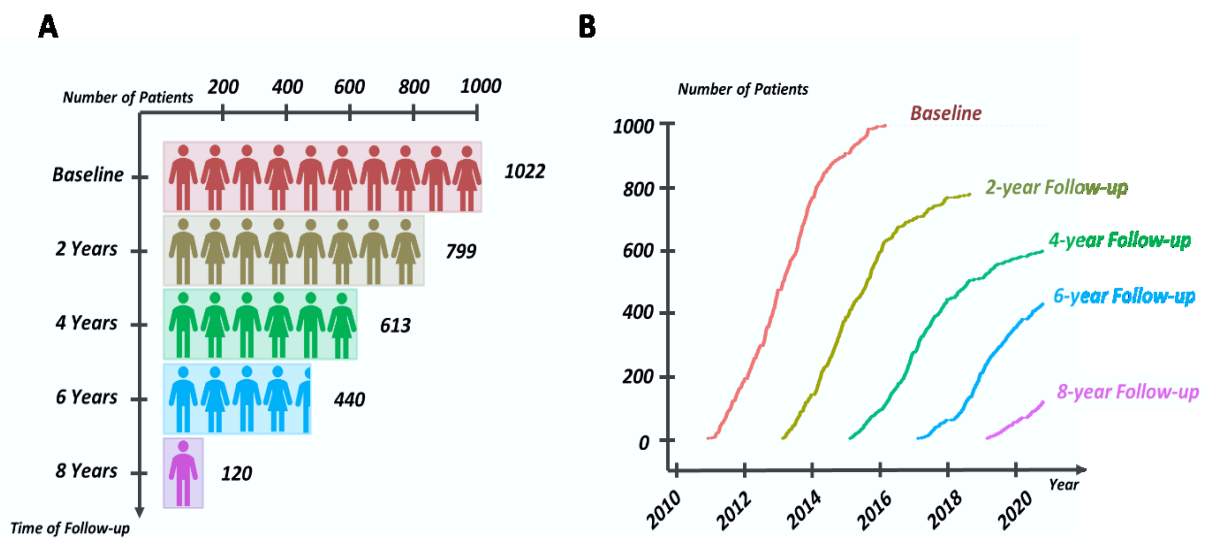 A
Number of Patients
200 400 600 800 1000
Baseline 1022
2 Years 799
4 Years 613
6 Years 440
8 Years 120
Time of Follow-up
B
Number of Patients
1000
800
600
400
200
0
Baseline
2-year Follow-up
4-year Follow-up
6-year Follow-up
8-year Follow-up
Year
2010 2012 2014 2016 2018 2020